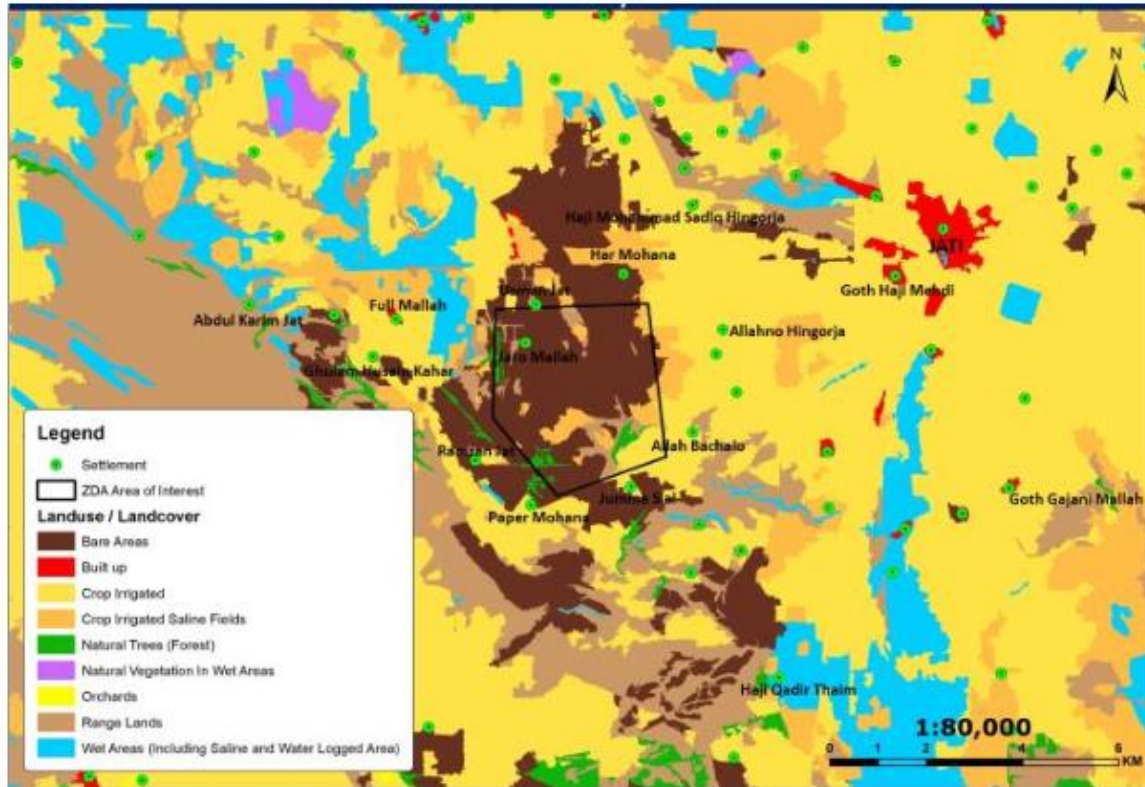 N
Haji Mohammad Sadiq Hingorja
JATI
Har Mohana
Goth Haji Mehdi
Usman Jat
Full Mallah
Abdul Karim Jat
Allahno Hingorja
Jaro Mallah
Ghulam Husain Kahar
Allah Bachaio
Ramzan Jat
Goth Gajani Mallah
Paper Mohana
Haji Qadir Thaim
Legend
Settlement
ZDA Area of Interest
Landuse / Landcover
Bare Areas
Built up
Crop Irrigated
Crop Irrigated Saline Fields
Natural Trees (Forest)
Natural Vegetation In Wet Areas
Orchards
Range Lands
Wet Areas (Including Saline and Water Logged Area)
1:80,000
0 1 2 4 6
KM